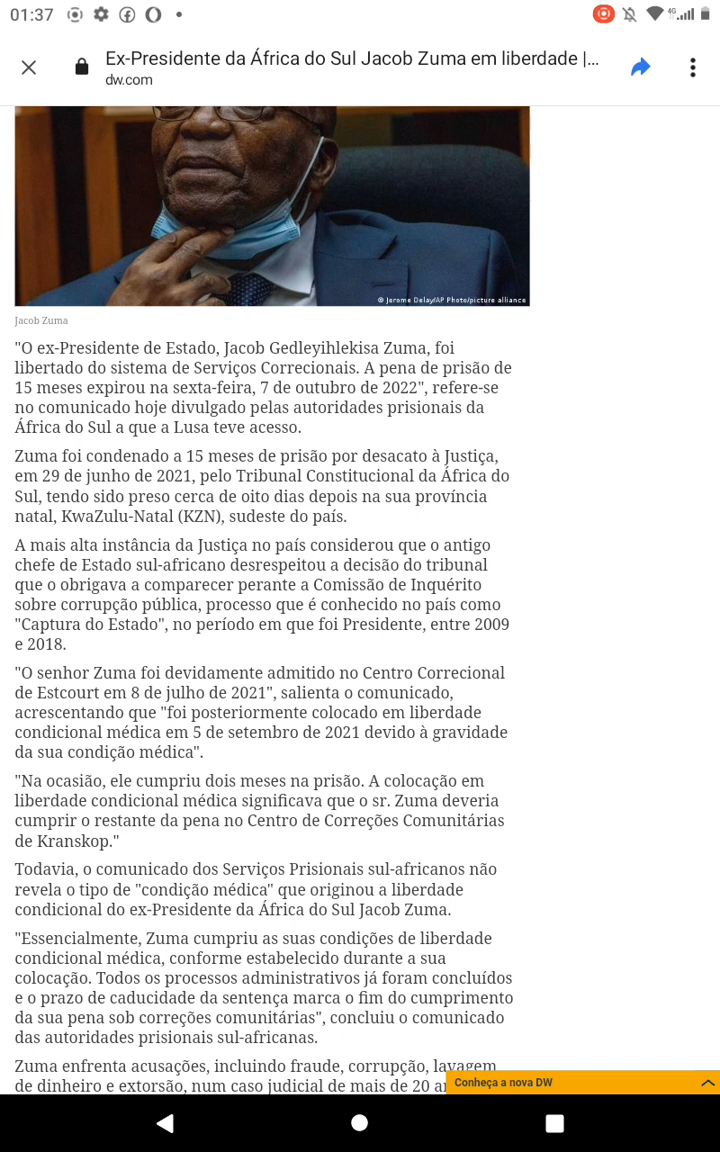 01:37
4G
Ex-Presidente da África do Sul Jacob Zuma em liberdade |...
dw.com
© Jerome Delay/AP Photo/picture alliance
Jacob Zuma
"O ex-Presidente de Estado, Jacob Gedleyihlekisa Zuma, foi
libertado do sistema de Serviços Correcionais. A pena de prisão de
15 meses expirou na sexta-feira, 7 de outubro de 2022", refere-se
no comunicado hoje divulgado pelas autoridades prisionais da
África do Sul a que a Lusa teve acesso.
Zuma foi condenado a 15 meses de prisão por desacato à Justiça,
em 29 de junho de 2021, pelo Tribunal Constitucional da África do
Sul, tendo sido preso cerca de oito dias depois na sua província
natal, KwaZulu-Natal (KZN), sudeste do país.
A mais alta instância da Justiça no país considerou que o antigo
chefe de Estado sul-africano desrespeitou a decisão do tribunal
que o obrigava a comparecer perante a Comissão de Inquérito
sobre corrupção pública, processo que é conhecido no país como
"Captura do Estado", no período em que foi Presidente, entre 2009
e 2018.
"O senhor Zuma foi devidamente admitido no Centro Correcional
de Estcourt em 8 de julho de 2021", salienta o comunicado,
acrescentando que "foi posteriormente colocado em liberdade
condicional médica em 5 de setembro de 2021 devido à gravidade
da sua condição médica".
"Na ocasião, ele cumpriu dois meses na prisão. A colocação em
liberdade condicional médica significava que o sr. Zuma deveria
cumprir o restante da pena no Centro de Correções Comunitárias
de Kranskop."
Todavia, o comunicado dos Serviços Prisionais sul-africanos não
revela o tipo de "condição médica" que originou a liberdade
condicional do ex-Presidente da África do Sul Jacob Zuma.
"Essencialmente, Zuma cumpriu as suas condições de liberdade
condicional médica, conforme estabelecido durante a sua
colocação. Todos os processos administrativos já foram concluídos
e o prazo de caducidade da sentença marca o fim do cumprimento
da sua pena sob correções comunitárias", concluiu o comunicado
das autoridades prisionais sul-africanas.
Zuma enfrenta acusações, incluindo fraude, corrupção, lavagem
de dinheiro e extorsão, num caso judicial de mais de 20
Conheça a nova DW